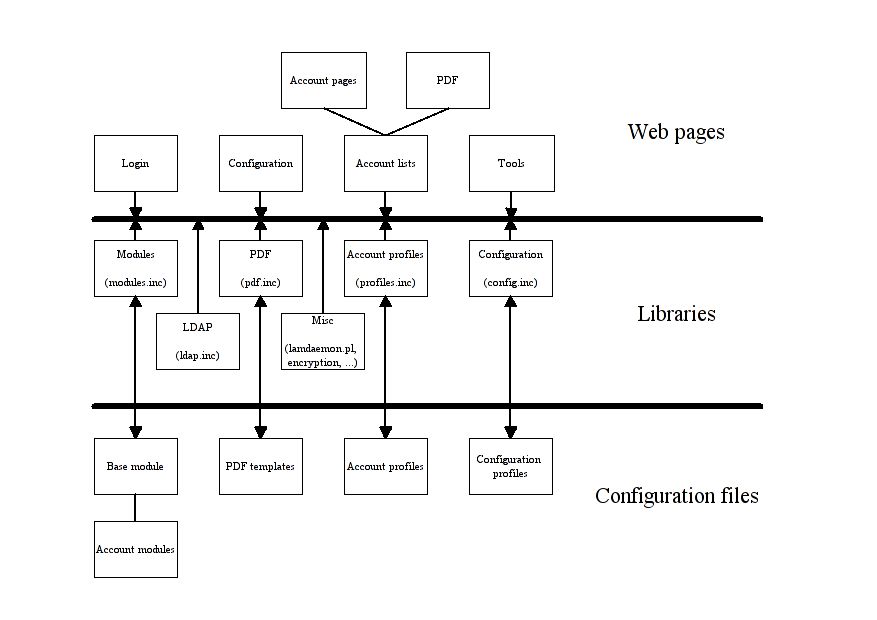 Account pages
PDF
Web pages
Login
Configuration
Account lists
Tools
Modules
(modules.inc)
PDF
(pdf.inc)
Account profiles
(profiles.inc)
Configuration
(config.inc)
Libraries
LDAP
(ldap.inc)
Misc
(lamdaemon.pl,
encryption, ...)
Base module
PDF templates
Account profiles
Configuration
profiles
Configuration files
Account modules